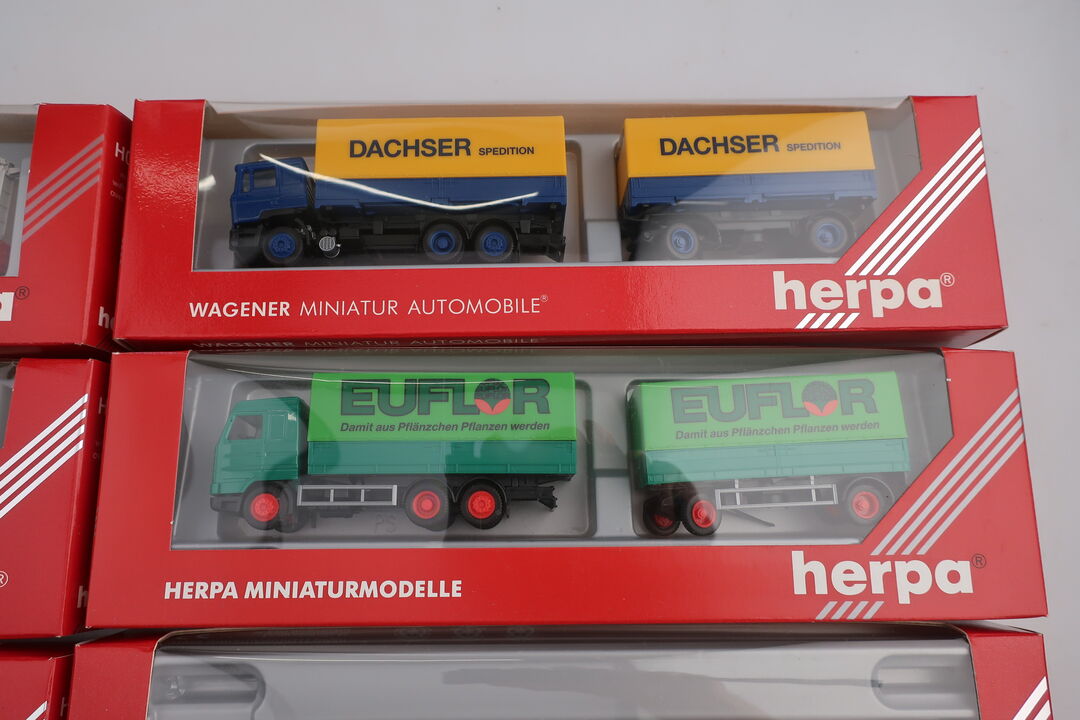 DACHSER SPEDITION
DACHSER SPEDITION
WAGENER MINIATUR AUTOMOBILE®
herpa®
EUFLOR
Damit aus Pflänzchen Pflanzen werden
EUFLOR
Damit aus Pflänzchen Pflanzen werden
HERPA MINIATURMODELLE
herpa®